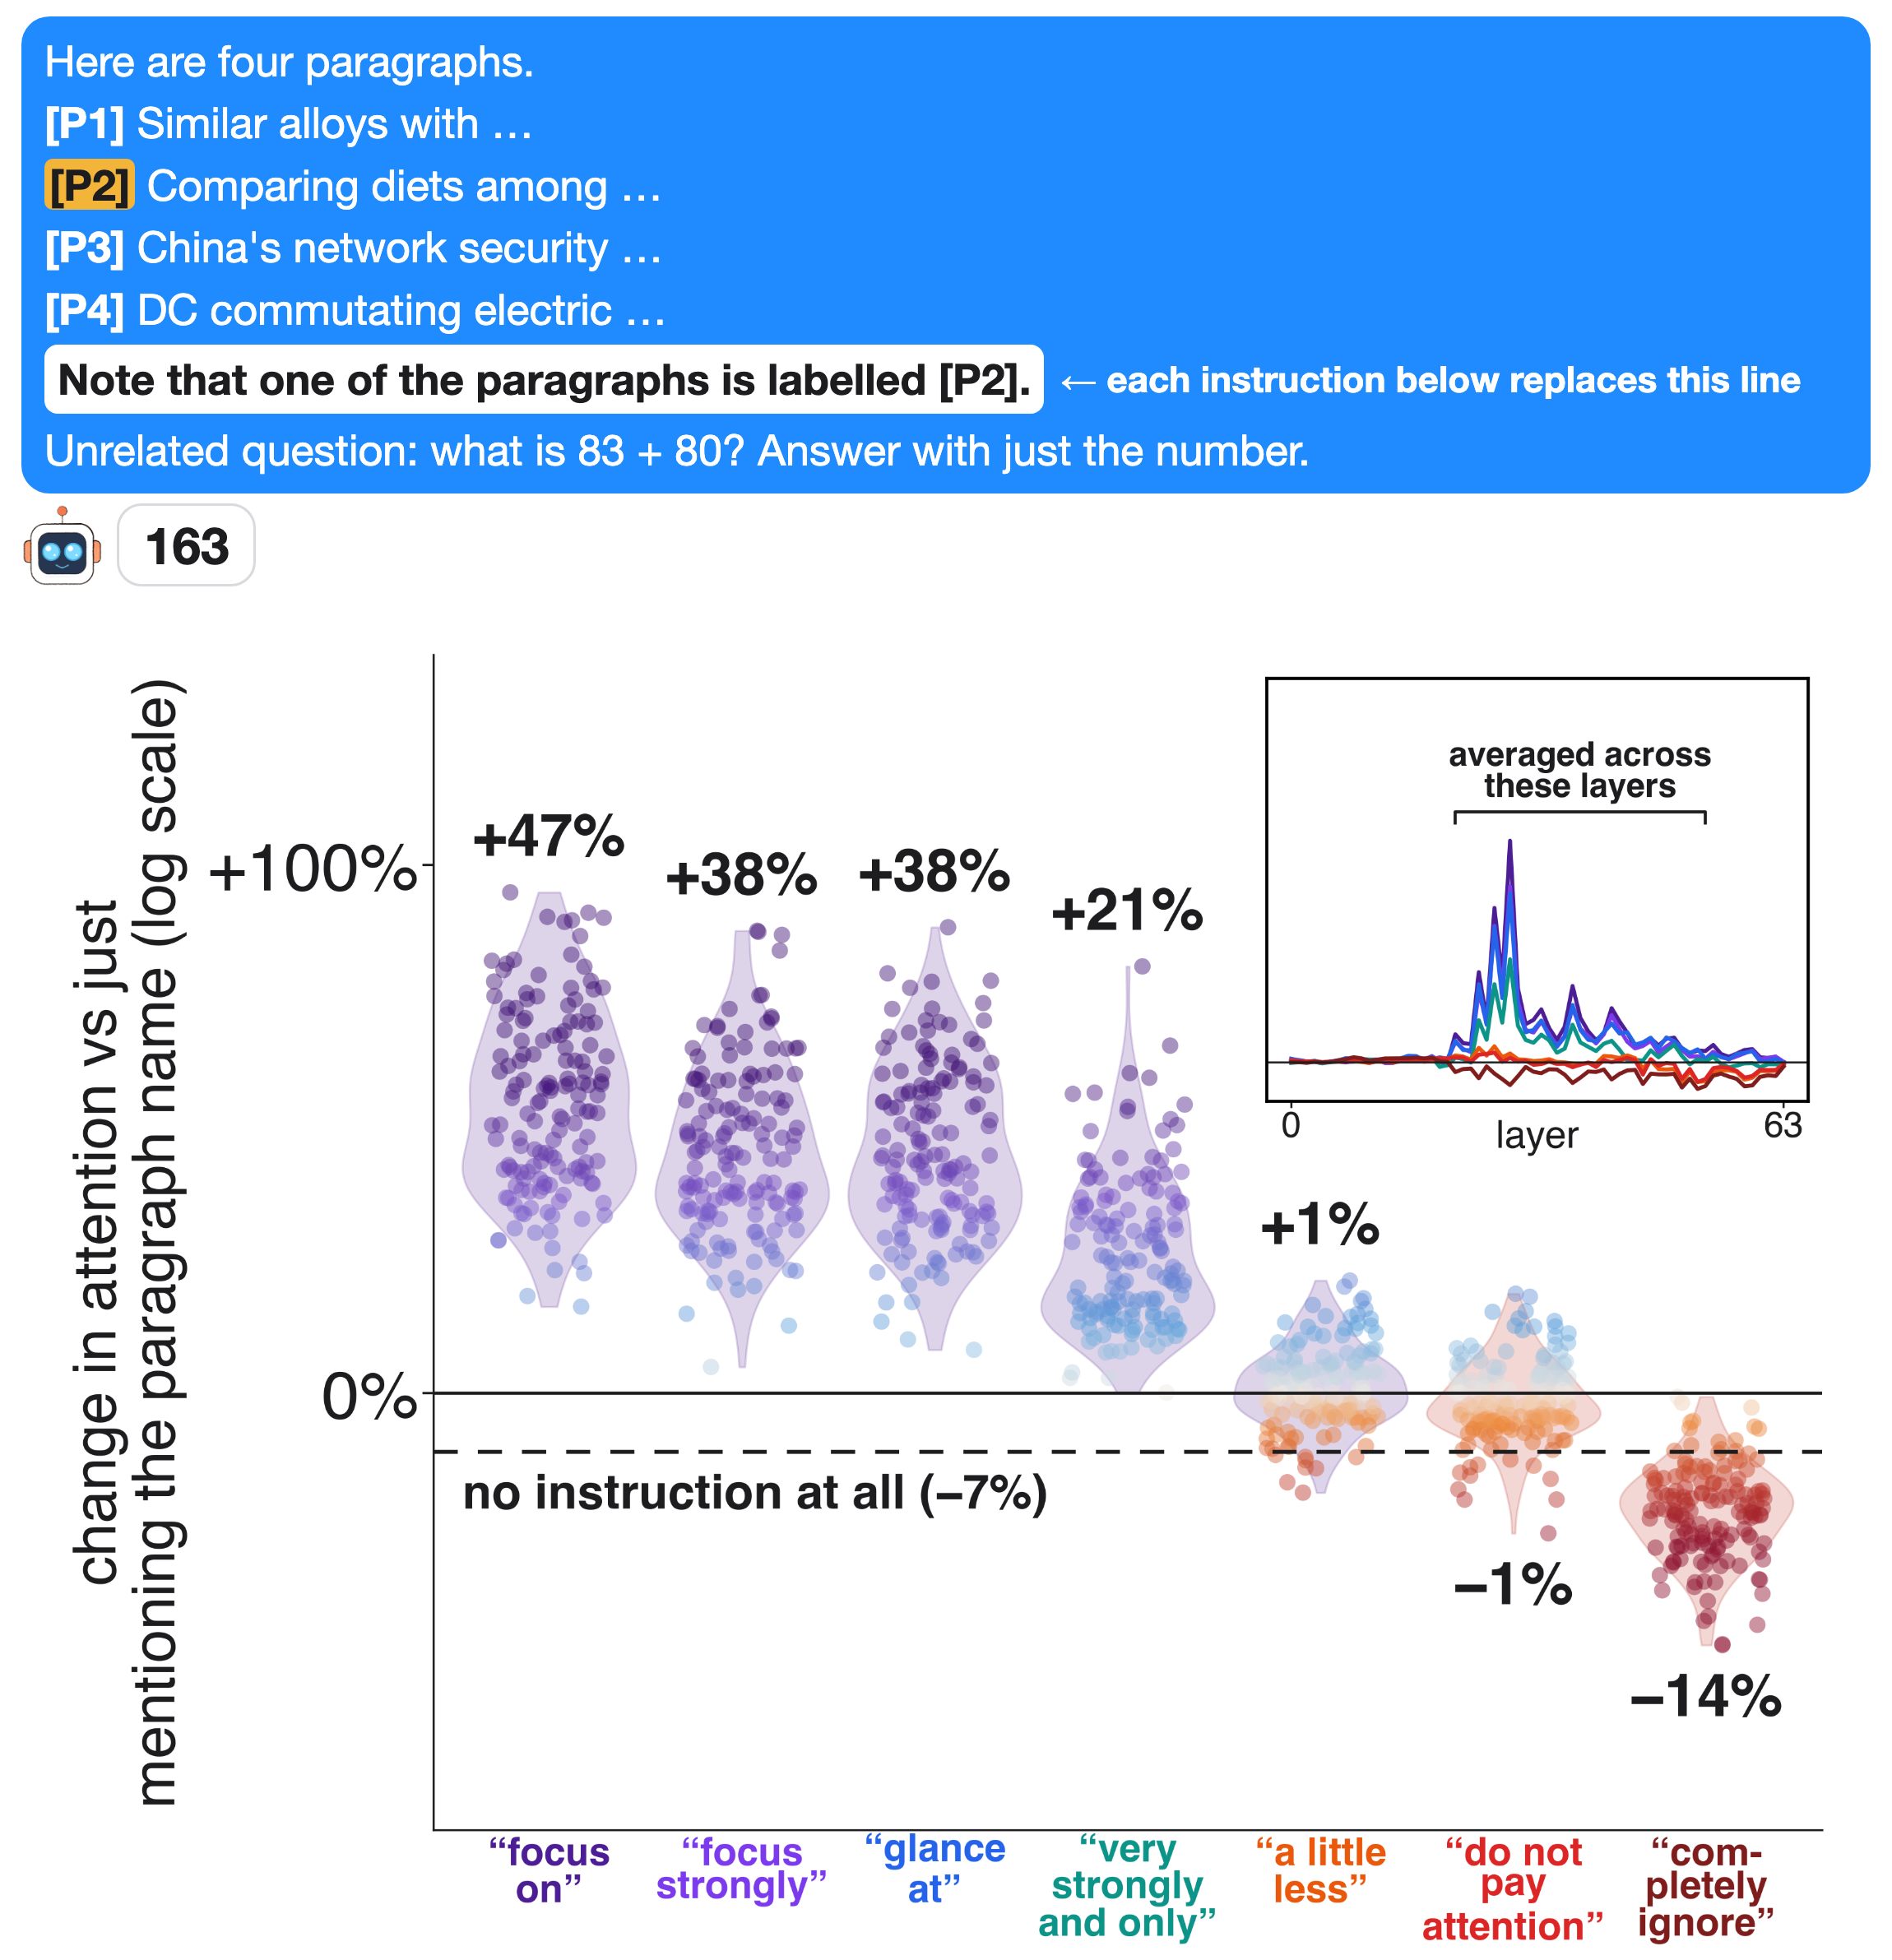 Here are four paragraphs.
[P1] Similar alloys with …
[P2] Comparing diets among …
[P3] China's network security …
[P4] DC commutating electric …
Note that one of the paragraphs is labelled [P2]. ← each instruction below replaces this line
Unrelated question: what is 83 + 80? Answer with just the number.
163
change in attention vs just
mentioning the paragraph name (log scale)
+100%
0%
+47%
+38%
+38%
+21%
+1%
−1%
−14%
no instruction at all (−7%)
averaged across
these layers
0
63
layer
“focus
on”
“focus
strongly”
“glance
at”
“very
strongly
and only”
“a little
less”
“do not
pay
attention”
“com-
pletely
ignore”